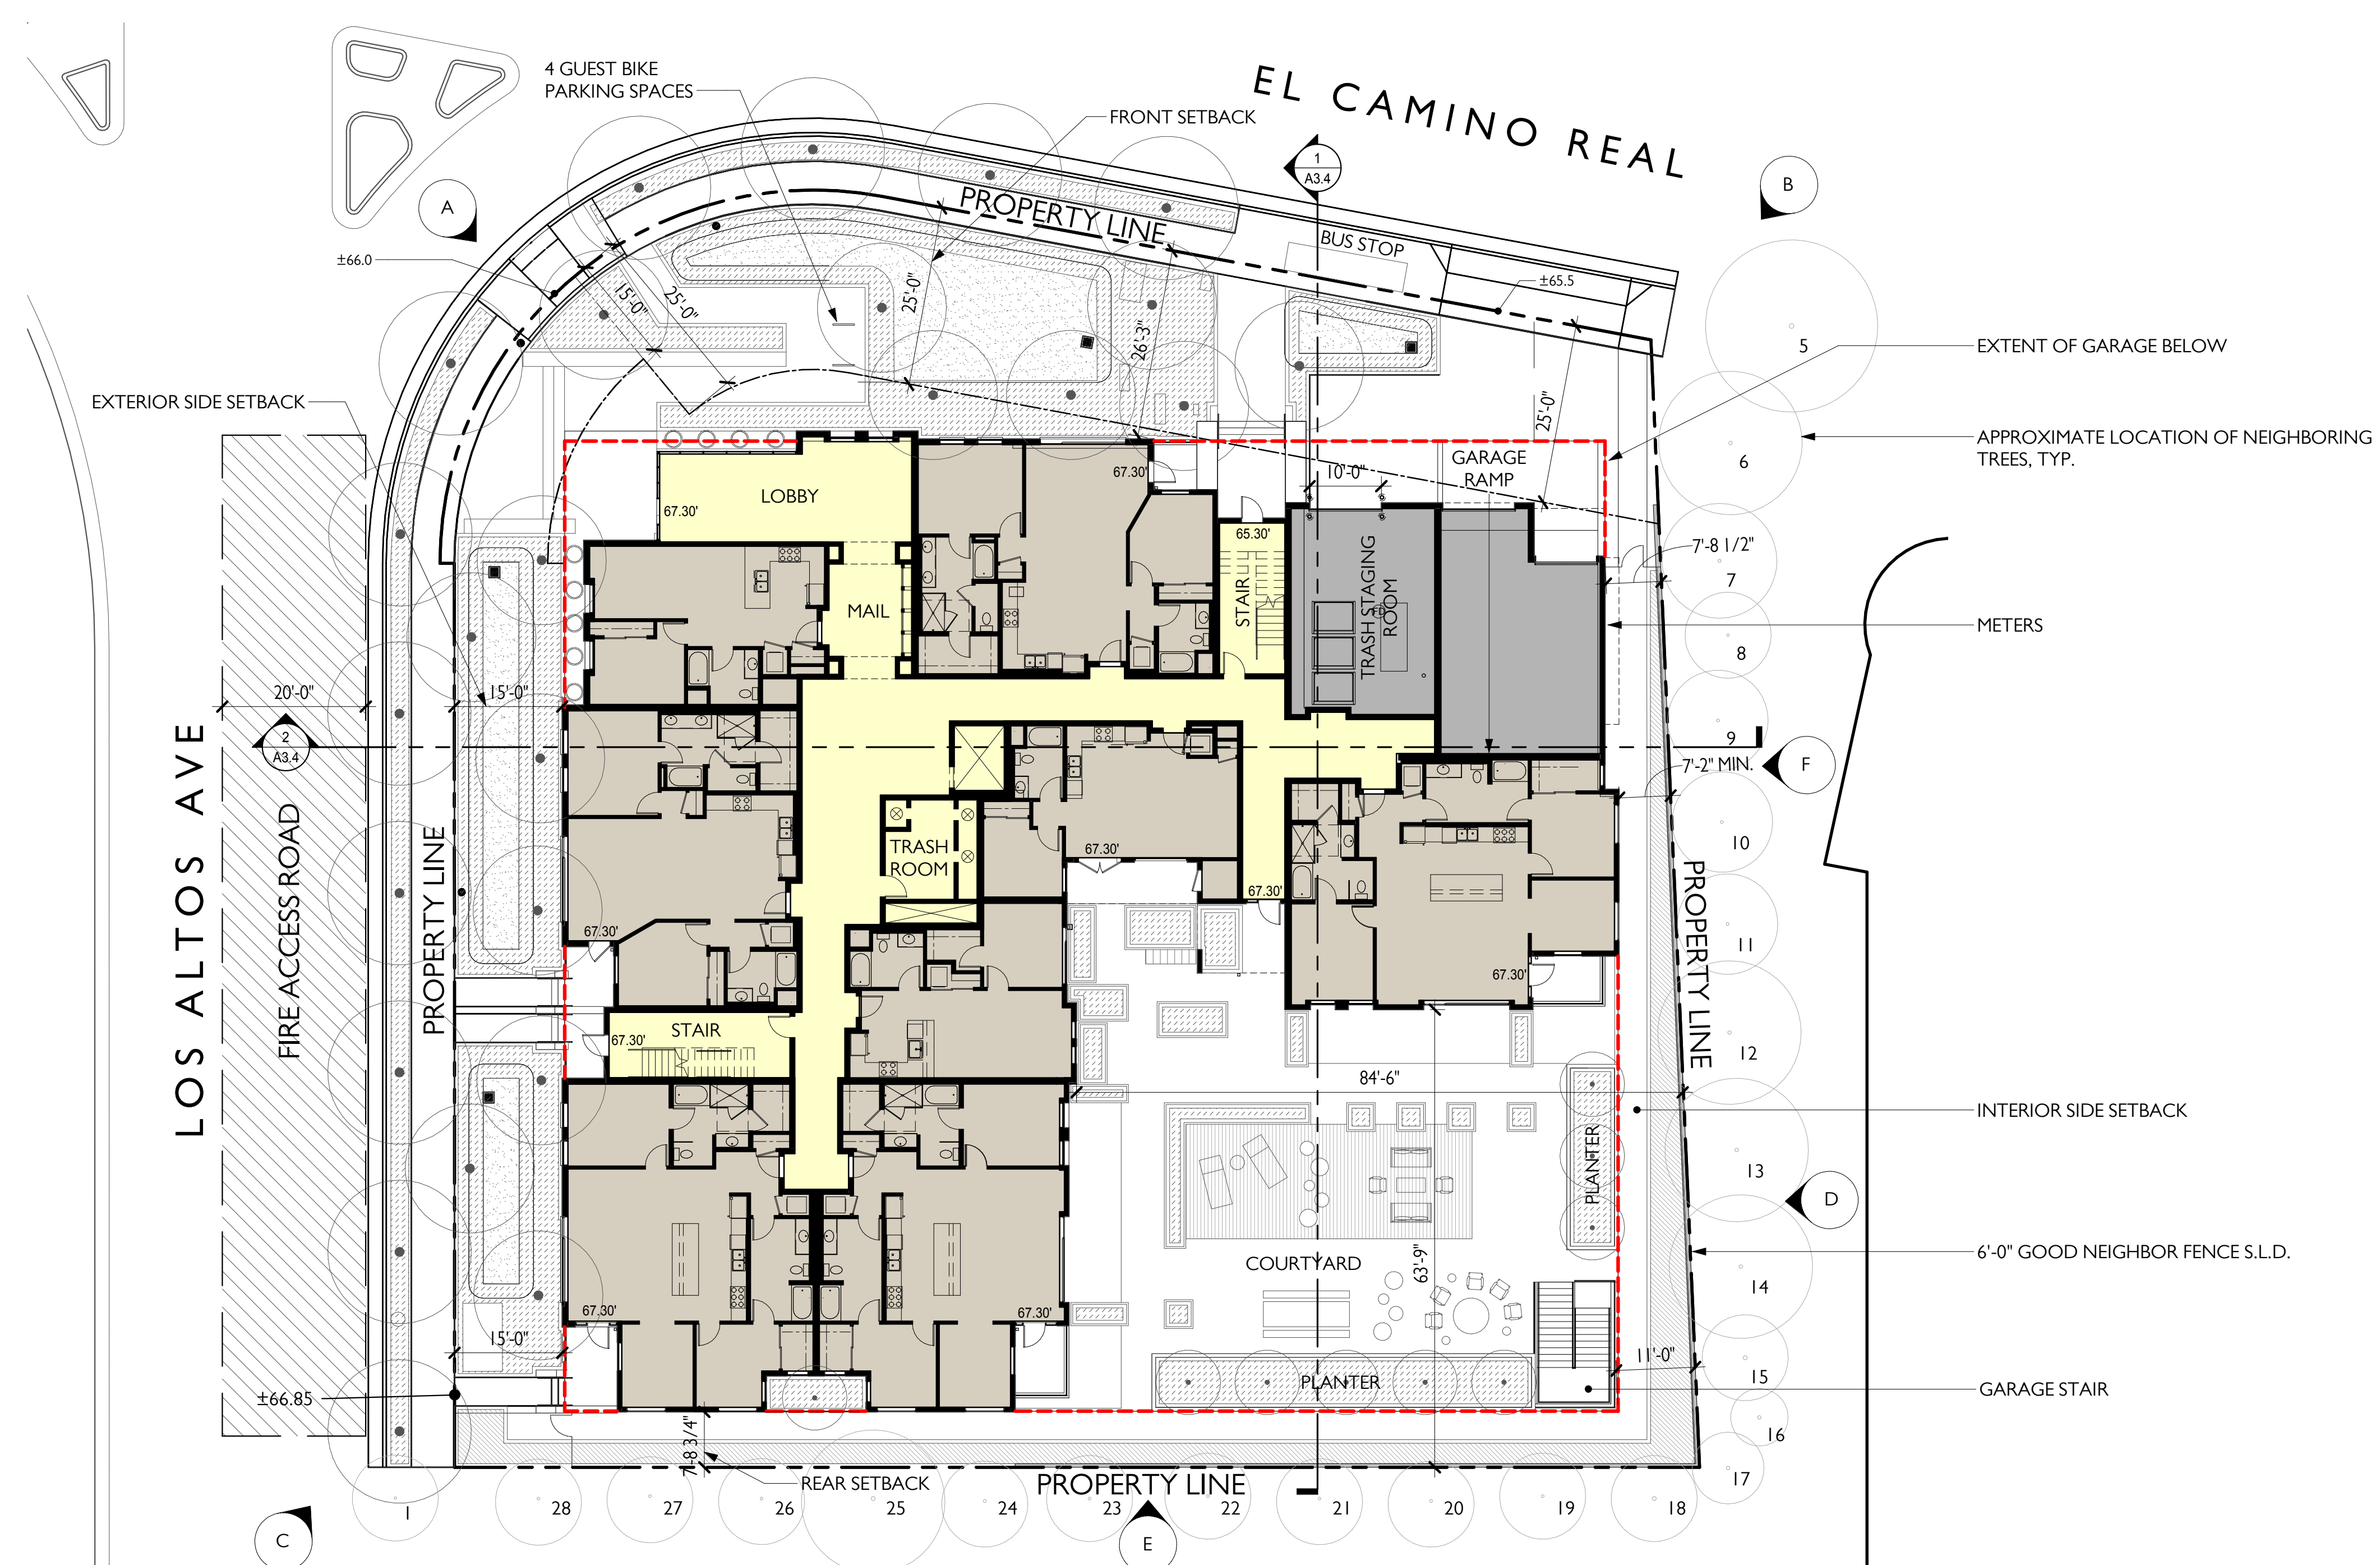 4 GUEST BIKE
PARKING SPACES
FRONT SETBACK
EL CAMINO REAL
1
A3.4
A
B
PROPERTY LINE
BUS STOP
±66.0
±65.5
15'-0"
25'-0"
25'-0"
26'-3"
25'-0"
5
EXTENT OF GARAGE BELOW
EXTERIOR SIDE SETBACK
APPROXIMATE LOCATION OF NEIGHBORING
TREES, TYP.
6
GARAGE
RAMP
10'-0"
67.30'
LOBBY
67.30'
65.30'
STAIR
TRASH STAGING
ROOM
7'-8 1/2"
7
MAIL
METERS
8
20'-0"
15'-0"
2
A3.4
9
7'-2" MIN.
F
LOS ALTOS AVE
FIRE ACCESS ROAD
PROPERTY LINE
TRASH
ROOM
67.30'
10
67.30'
67.30'
PROPERTY LINE
11
67.30'
STAIR
67.30'
12
84'-6"
INTERIOR SIDE SETBACK
PLANTER
13
D
COURTYARD
63'-9"
6'-0" GOOD NEIGHBOR FENCE S.L.D.
14
67.30'
67.30'
15'-0"
11'-0"
15
±66.85
PLANTER
GARAGE STAIR
16
7'-8 3/4"
REAR SETBACK
PROPERTY LINE
17
1
28
27
26
25
24
23
22
21
20
19
18
C
E